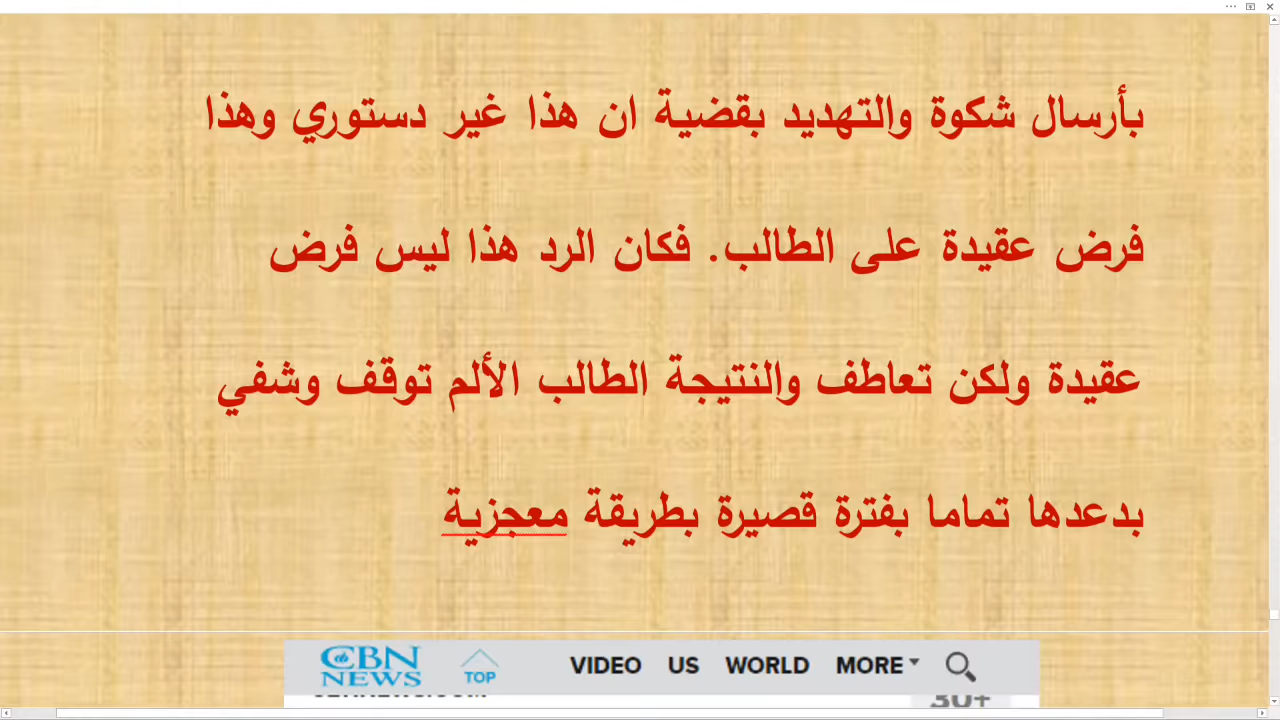 بأرسال شكوة والتهديد بقضية ان هذا غير دستوري وهذا
فرض عقيدة على الطالب. فكان الرد هذا ليس فرض
عقيدة ولكن تعاطف والنتيجة الطالب الألم توقف وشفي
بدعدها تماما بفترة قصيرة بطريقة معجزية
CBN NEWS TOP VIDEO US WORLD MORE